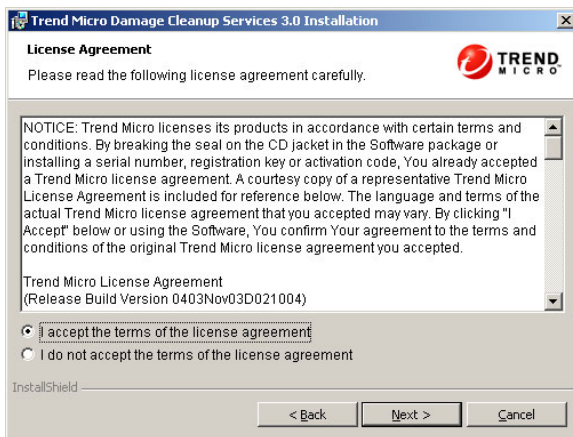 Trend Micro Damage Cleanup Services 3.0 Installation
License Agreement
Please read the following license agreement carefully.
TREND
MICRO
NOTICE: Trend Micro licenses its products in accordance with certain terms and
conditions. By breaking the seal on the CD jacket in the Software package or
installing a serial number, registration key or activation code, You already accepted
a Trend Micro license agreement. A courtesy copy of a representative Trend Micro
License Agreement is included for reference below. The language and terms of the
actual Trend Micro license agreement that you accepted may vary. By clicking "I
Accept" below or using the Software, You confirm Your agreement to the terms and
conditions of the original Trend Micro license agreement you accepted.
Trend Micro License Agreement
(Release Build Version 0403Nov03D021004)
I accept the terms of the license agreement
I do not accept the terms of the license agreement
InstallShield
< Back
Next >
Cancel